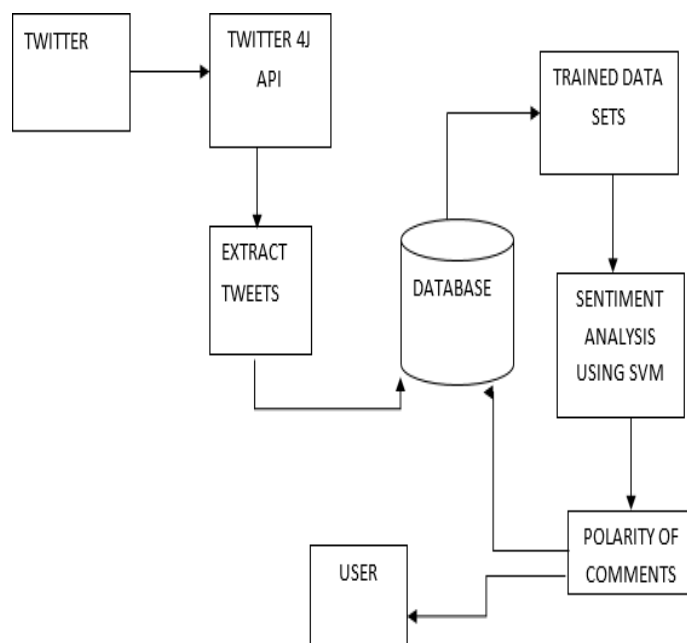 TWITTER
TWITTER 4J
API
EXTRACT
TWEETS
DATABASE
TRAINED DATA
SETS
SENTIMENT
ANALYSIS
USING SVM
POLARITY OF
COMMENTS
USER